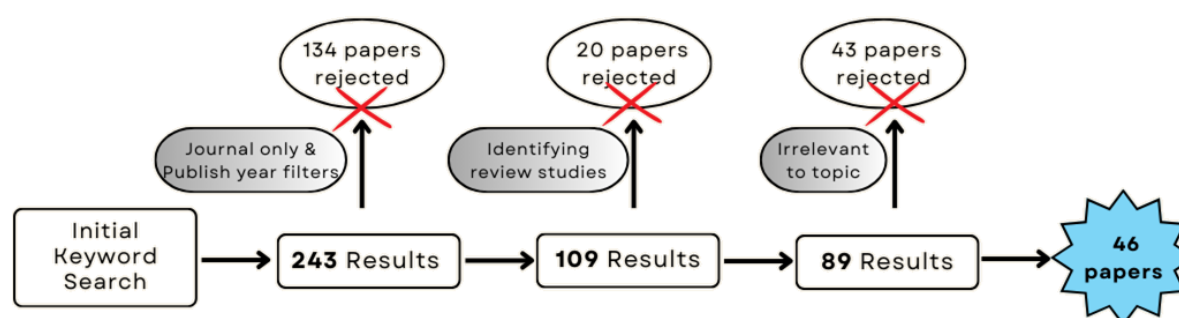 134 papers
rejected
20 papers
rejected
43 papers
rejected
Journal only &
Publish year filters
Identifying
review studies
Irrelevant
to topic
Initial
Keyword
Search
243 Results
109 Results
89 Results
46
papers